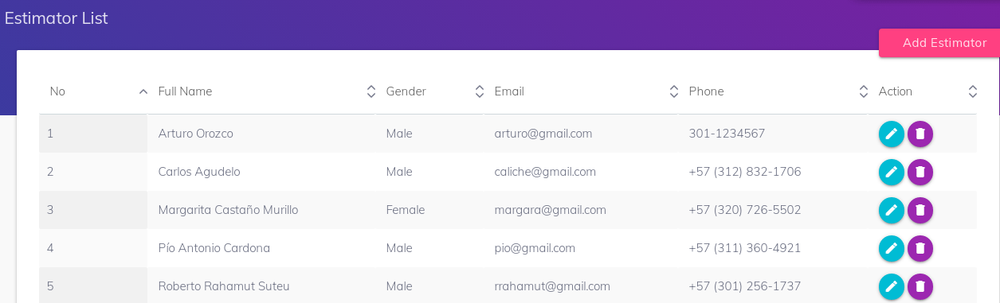 Estimator List
Add Estimator
No Full Name Gender Email Phone Action
1 Arturo Orozco Male arturo@gmail.com 301-1234567
2 Carlos Agudelo Male caliche@gmail.com +57 (312) 832-1706
3 Margarita Castaño Murillo Female margara@gmail.com +57 (320) 726-5502
4 Pío Antonio Cardona Male pio@gmail.com +57 (311) 360-4921
5 Roberto Rahamut Suteu Male rrahamut@gmail.com +57 (301) 256-1737